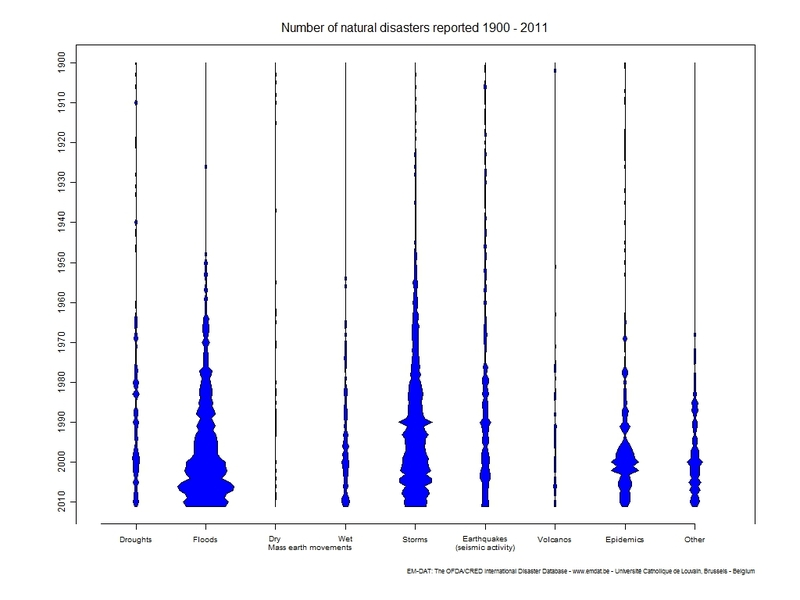 Number of natural disasters reported 1900 - 2011
1900
1910
1920
1930
1940
1950
1960
1970
1980
1990
2000
2010
Droughts
Floods
Dry
Wet
Mass earth movements
Storms
Earthquakes
(seismic activity)
Volcanos
Epidemics
Other
EM-DAT: The OFDA/CRED International Disaster Database - www.emdat.be - Université Catholique de Louvain, Brussels - Belgium